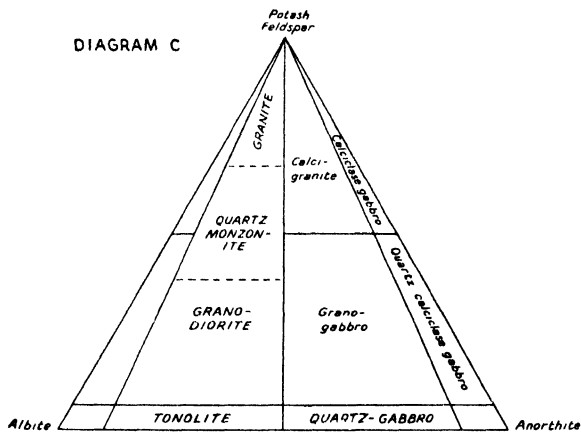 Potash
Feldspar
DIAGRAM C
GRANITE
Calci-
granite
Calciclase gabbro
QUARTZ
MONZON-
ITE
Quartz calciclase gabbro
GRANO-
DIORITE
Grano-
gabbro
Albite
TONOLITE
QUARTZ-GABBRO
Anorthite